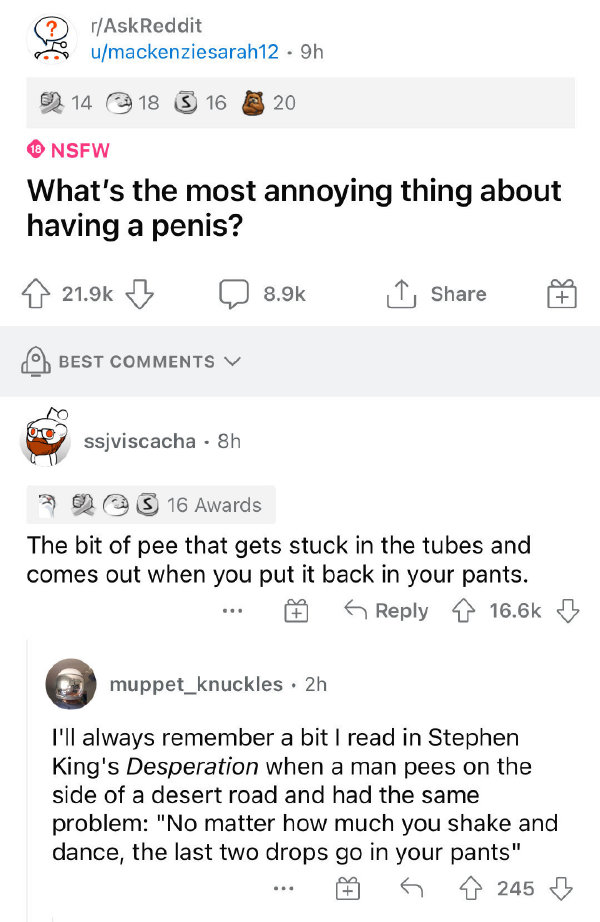 r/AskReddit
u/mackenziesarah12 · 9h
14 18 S 16 20
18 NSFW
What's the most annoying thing about
having a penis?
21.9k 8.9k Share
BEST COMMENTS
ssjviscacha · 8h
S 16 Awards
The bit of pee that gets stuck in the tubes and
comes out when you put it back in your pants.
... Reply 16.6k
muppet_knuckles · 2h
I'll always remember a bit I read in Stephen
King's Desperation when a man pees on the
side of a desert road and had the same
problem: "No matter how much you shake and
dance, the last two drops go in your pants"
... 245